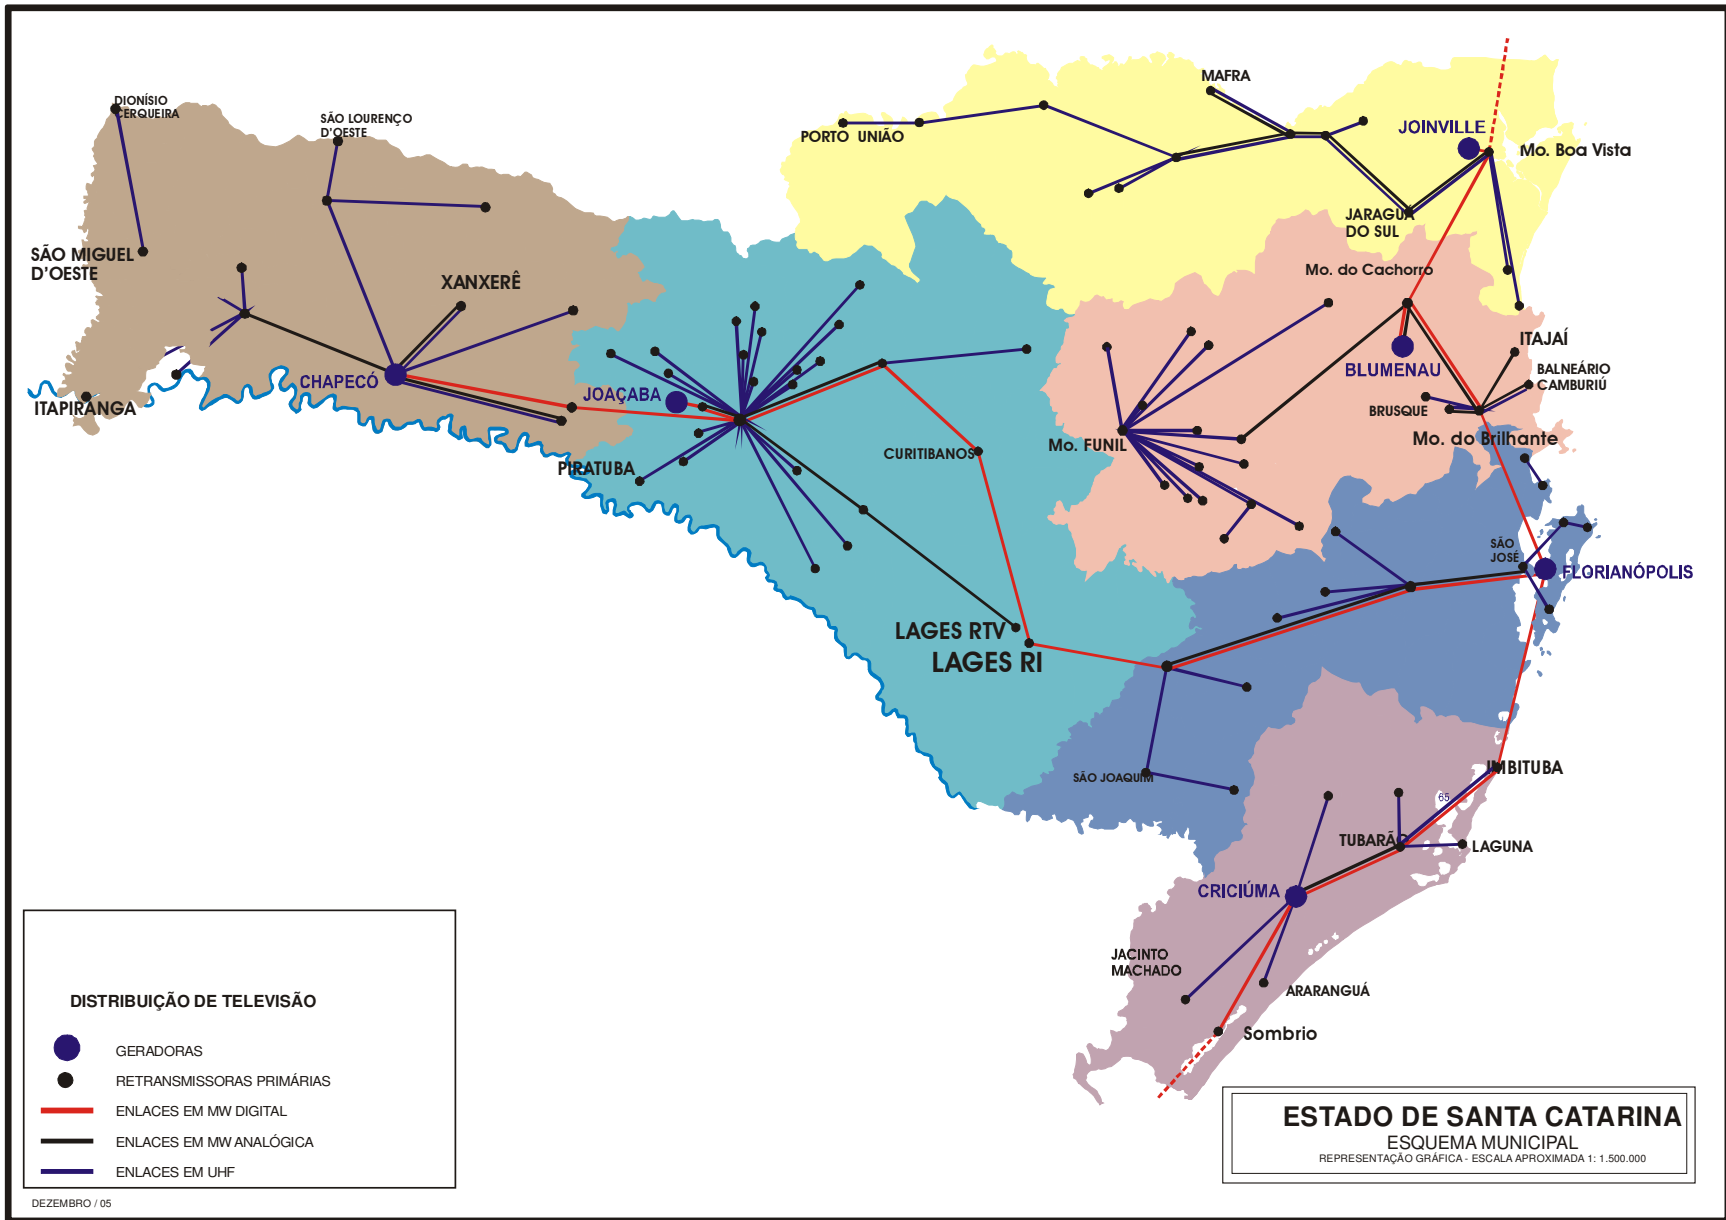 MAFRA
DIONÍSIO
CERQUEIRA
SÃO LOURENÇO
D'OESTE
PORTO UNIÃO
JOINVILLE
Mo. Boa Vista
JARAGUÁ
DO SUL
SÃO MIGUEL
D'OESTE
XANXERÊ
Mo. do Cachorro
ITAJAÍ
BLUMENAU
BALNEÁRIO
CAMBURIÚ
CHAPECÓ
JOAÇABA
ITAPIRANGA
BRUSQUE
Mo. do Brilhante
Mo. FUNIL
CURITIBANOS
PIRATUBA
SÃO
JOSÉ
FLORIANÓPOLIS
LAGES RTV
LAGES RI
SÃO JOAQUIM
IMBITUBA
65
TUBARÃO
LAGUNA
CRICIÚMA
JACINTO
MACHADO
ARARANGUÁ
Sombrio
DISTRIBUIÇÃO DE TELEVISÃO
GERADORAS
RETRANSMISSORAS PRIMÁRIAS
ENLACES EM MW DIGITAL
ENLACES EM MW ANALÓGICA
ENLACES EM UHF
DEZEMBRO / 05
ESTADO DE SANTA CATARINA
ESQUEMA MUNICIPAL
REPRESENTAÇÃO GRÁFICA - ESCALA APROXIMADA 1: 1.500.000